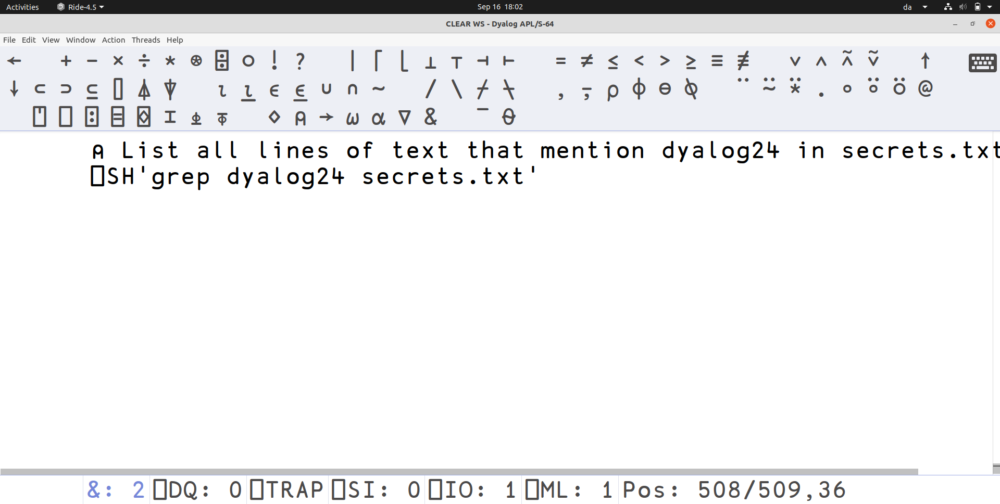 Activities Ride-4.5 Sep 16 18:02 da
CLEAR WS - Dyalog APL/S-64
File Edit View Window Action Threads Help
← + - × ÷ * ⍟ ⌹ ○ ! ? | ⌈ ⌊ ⊥ ⊤ ⊣ ⊢ = ≠ ≤ < > ≥ ≡ ≢ ∨ ∧ ⍲ ⍱ ↑
↓ ⊂ ⊃ ⊆ ⌷ ⍋ ⍒ ⍳ ⍸ ∊ ⍷ ∪ ∩ ~ / \ ⌿ ⍀ , ⍪ ⍴ ⌽ ⊖ ⍉ ¨ ⍨ ⍣ . ∘ ⍤ ⍥ @
⍞ ⎕ ⍠ ⌸ ⌺ ⌶ ⍎ ⍕ ⋄ ⍝ → ⍵ ⍺ ∇ & ¯ ⍬
⍝ List all lines of text that mention dyalog24 in secrets.txt
⎕SH'grep dyalog24 secrets.txt'
&: 2 ⎕DQ: 0 ⎕TRAP ⎕SI: 0 ⎕IO: 1 ⎕ML: 1 Pos: 508/509,36